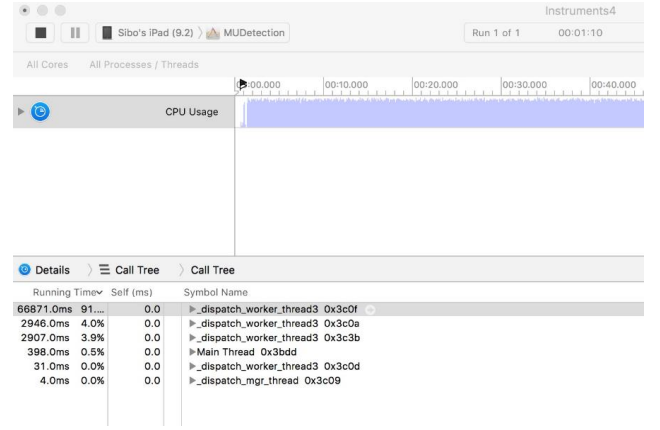 Instruments4
Sibo's iPad (9.2) MUDetection
Run 1 of 1 00:01:10
All Cores All Processes / Threads
00:00.000 00:10.000 00:20.000 00:30.000 00:40.000
CPU Usage
Details Call Tree Call Tree
Running Time Self (ms) Symbol Name
66871.0ms 91.... 0.0 _dispatch_worker_thread3 0x3c0f
2946.0ms 4.0% 0.0 _dispatch_worker_thread3 0x3c0a
2907.0ms 3.9% 0.0 _dispatch_worker_thread3 0x3c3b
398.0ms 0.5% 0.0 Main Thread 0x3bdd
31.0ms 0.0% 0.0 _dispatch_worker_thread3 0x3c0d
4.0ms 0.0% 0.0 _dispatch_mgr_thread 0x3c09